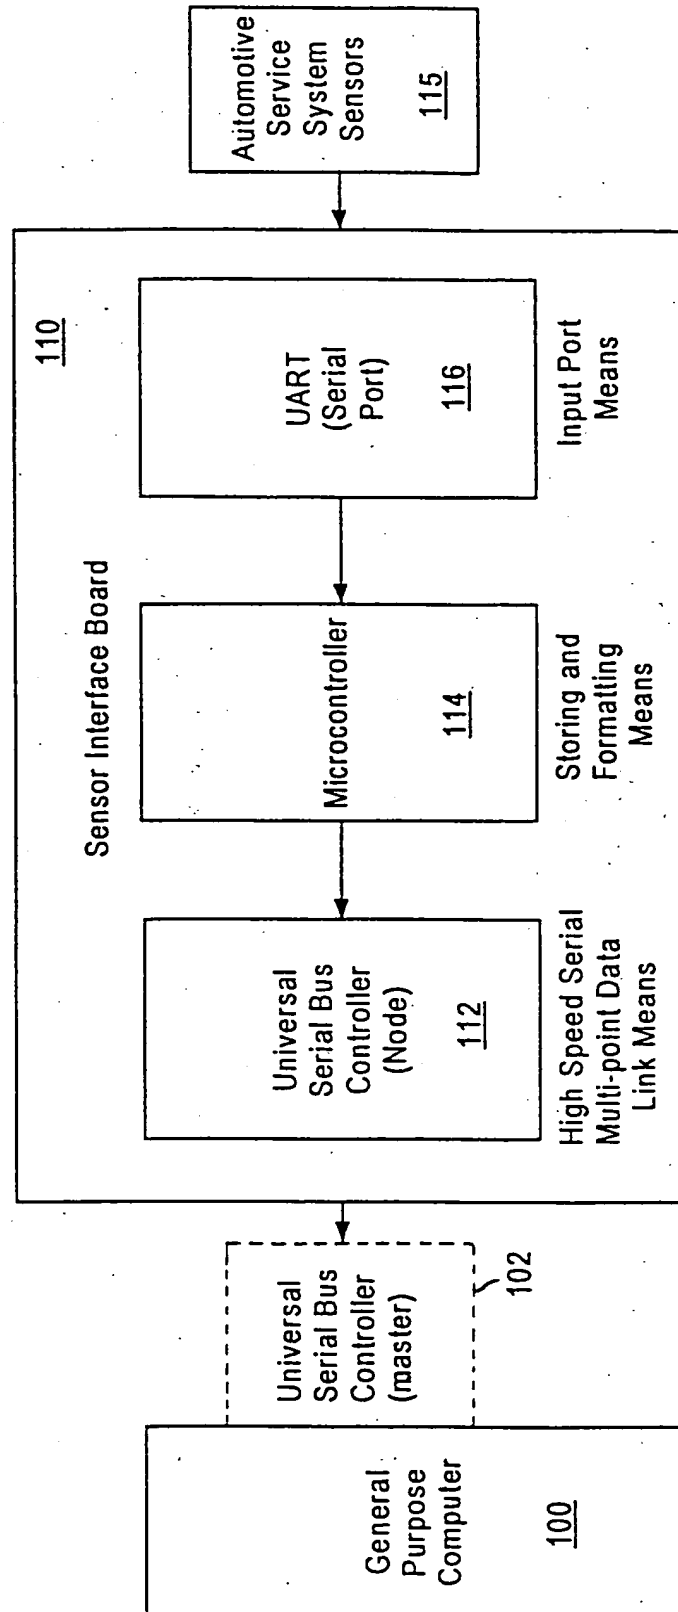 General
Purpose
Computer
100
Universal
Serial Bus
Controller
(master)
102
Sensor Interface Board
110
Universal
Serial Bus
Controller
(Node)
112
High Speed Serial
Multi-point Data
Link Means
Microcontroller
114
Storing and
Formatting
Means
UART
(Serial
Port)
116
Input Port
Means
Automotive
Service
System
Sensors
115